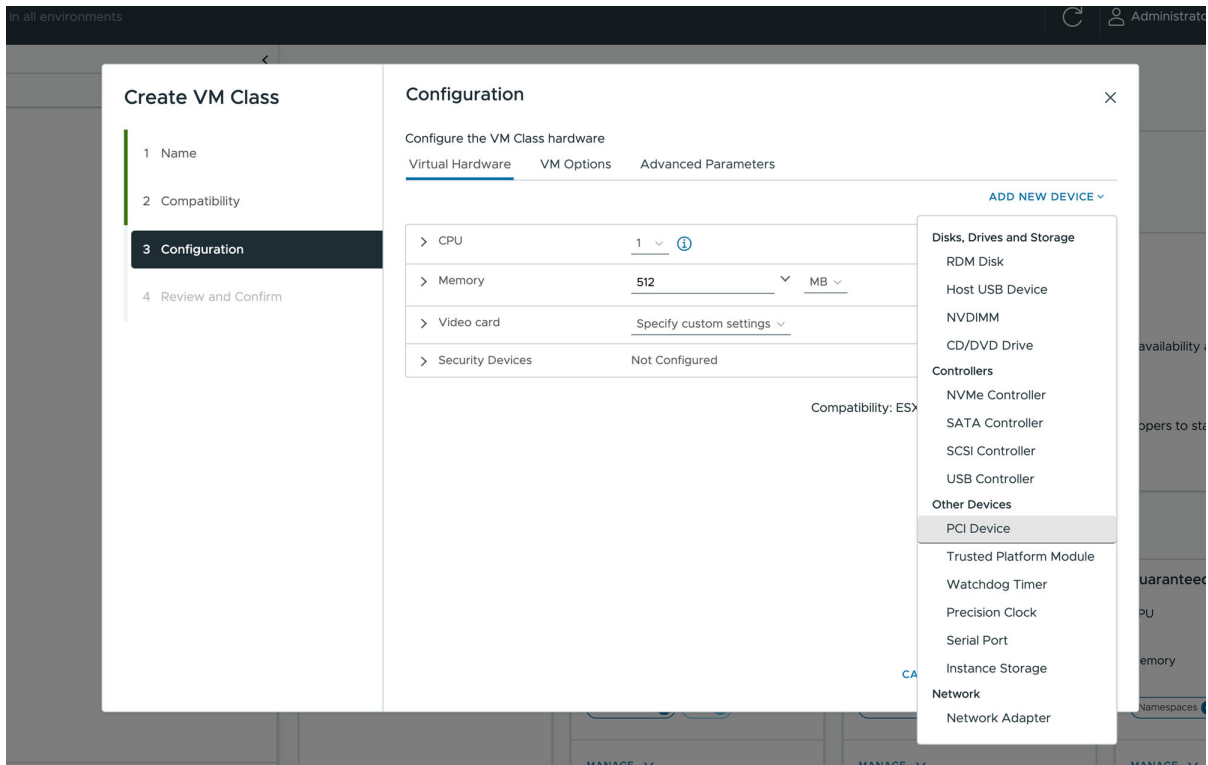 in all environments
Administrato
Create VM Class
1 Name
2 Compatibility
3 Configuration
4 Review and Confirm
Configuration
Configure the VM Class hardware
Virtual Hardware VM Options Advanced Parameters
ADD NEW DEVICE
CPU 1
Memory 512 MB
Video card Specify custom settings
Security Devices Not Configured
Compatibility: ESX
CA
Disks, Drives and Storage
RDM Disk
Host USB Device
NVDIMM
CD/DVD Drive
Controllers
NVMe Controller
SATA Controller
SCSI Controller
USB Controller
Other Devices
PCI Device
Trusted Platform Module
Watchdog Timer
Precision Clock
Serial Port
Instance Storage
Network
Network Adapter
availability a
opers to sta
uaranteed
PU
emory
Namespaces
MANAGE
MANAGE
MANAGE